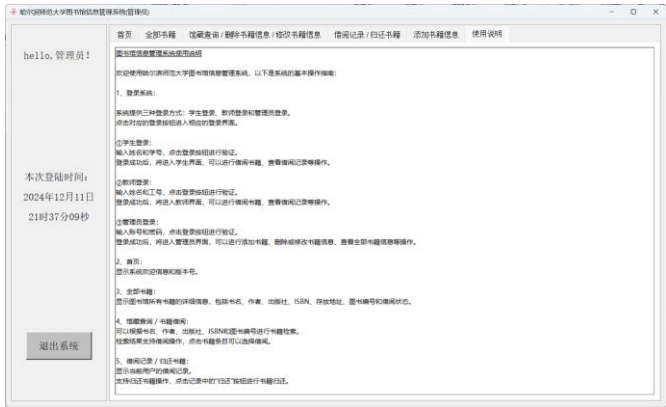 哈尔滨师范大学图书馆信息管理系统(管理员)
首页 全部书籍 馆藏查询/删除书籍信息/修改书籍信息 借阅记录/归还书籍 添加书籍信息 使用说明
hello,管理员!
本次登陆时间:
2024年12月11日
21时37分09秒
退出系统
图书馆信息管理系统使用说明
欢迎使用哈尔滨师范大学图书馆信息管理系统,以下是系统的基本操作指南:
1、登录系统:
系统提供三种登录方式:学生登录、教师登录和管理员登录。
点击对应的登录按钮进入相应的登录界面。
①学生登录:
输入姓名和学号,点击登录按钮进行验证。
登录成功后,将进入学生界面,可以进行借阅书籍、查看借阅记录等操作。
②教师登录:
输入姓名和工号,点击登录按钮进行验证。
登录成功后,将进入教师界面,可以进行借阅书籍、查看借阅记录等操作。
③管理员登录:
输入账号和密码,点击登录按钮进行验证。
登录成功后,将进入管理员界面,可以进行添加书籍、删除或修改书籍信息、查看全部书籍信息等操作。
2、首页:
显示系统欢迎信息和版本号。
3、全部书籍:
显示图书馆所有书籍的详细信息,包括书名、作者、出版社、ISBN、存放地址、图书编号和借阅状态。
4、馆藏查询 / 书籍借阅:
可以根据书名、作者、出版社、ISBN和图书编号进行书籍检索。
检索结果支持借阅操作,点击书籍条目可以选择借阅。
5、借阅记录 / 归还书籍:
显示当前用户的借阅记录。
支持归还书籍操作,点击记录中的"归还"按钮进行书籍归还。